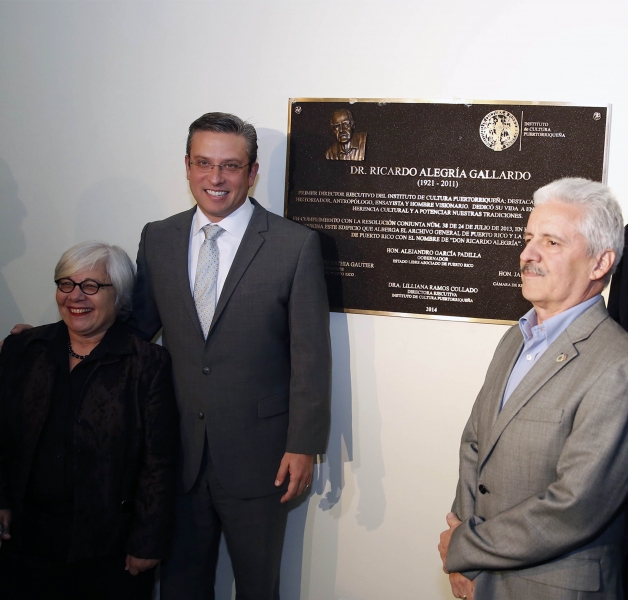 INSTITUTO
de CULTURA
PUERTORRIQUEÑA
DR. RICARDO ALEGRÍA GALLARDO
(1921 - 2011)
PRIMER DIRECTOR EJECUTIVO DEL INSTITUTO DE CULTURA PUERTORRIQUEÑA; DESTACA
HISTORIADOR, ANTROPÓLOGO, ENSAYISTA Y HOMBRE VISIONARIO. DEDICÓ SU VIDA A
HERENCIA CULTURAL Y A POTENCIAR NUESTRAS TRADICIONES.
EN CUMPLIMIENTO CON LA RESOLUCIÓN CONJUNTA NÚM. 38 DE 24 DE JULIO DE 2013,
ESTE EDIFICIO QUE ALBERGA EL ARCHIVO GENERAL DE PUERTO RICO Y LA
DE PUERTO RICO CON EL NOMBRE DE "DON RICARDO ALEGRÍA"
HON. ALEJANDRO GARCÍA PADILLA
GOBERNADOR
ESTADO LIBRE ASOCIADO DE PUERTO RICO
GAUTIER
HON.
RICO
CÁMARA DE
DRA. LILLIANA RAMOS COLLADO
DIRECTORA EJECUTIVA
INSTITUTO DE CULTURA PUERTORRIQUEÑA
2014